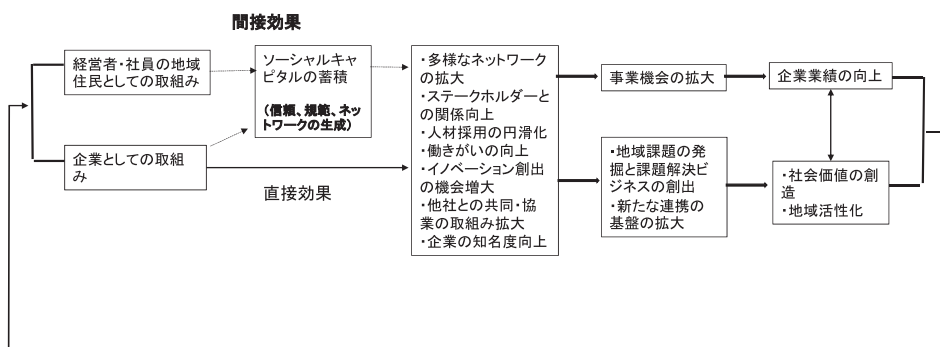 間接効果
経営者・社員の地域
住民としての取組み
ソーシャルキャ
ピタルの蓄積
(信頼、規範、ネッ
トワークの生成)
企業としての取組
み
直接効果
・多様なネットワーク
の拡大
・ステークホルダーと
の関係向上
・人材採用の円滑化
・働きがいの向上
・イノベーション創出
の機会増大
・他社との共同・協
業の取組み拡大
・企業の知名度向上
事業機会の拡大
企業業績の向上
・地域課題の発
掘と課題解決ビ
ジネスの創出
・新たな連携の
基盤の拡大
・社会価値の創
造
・地域活性化